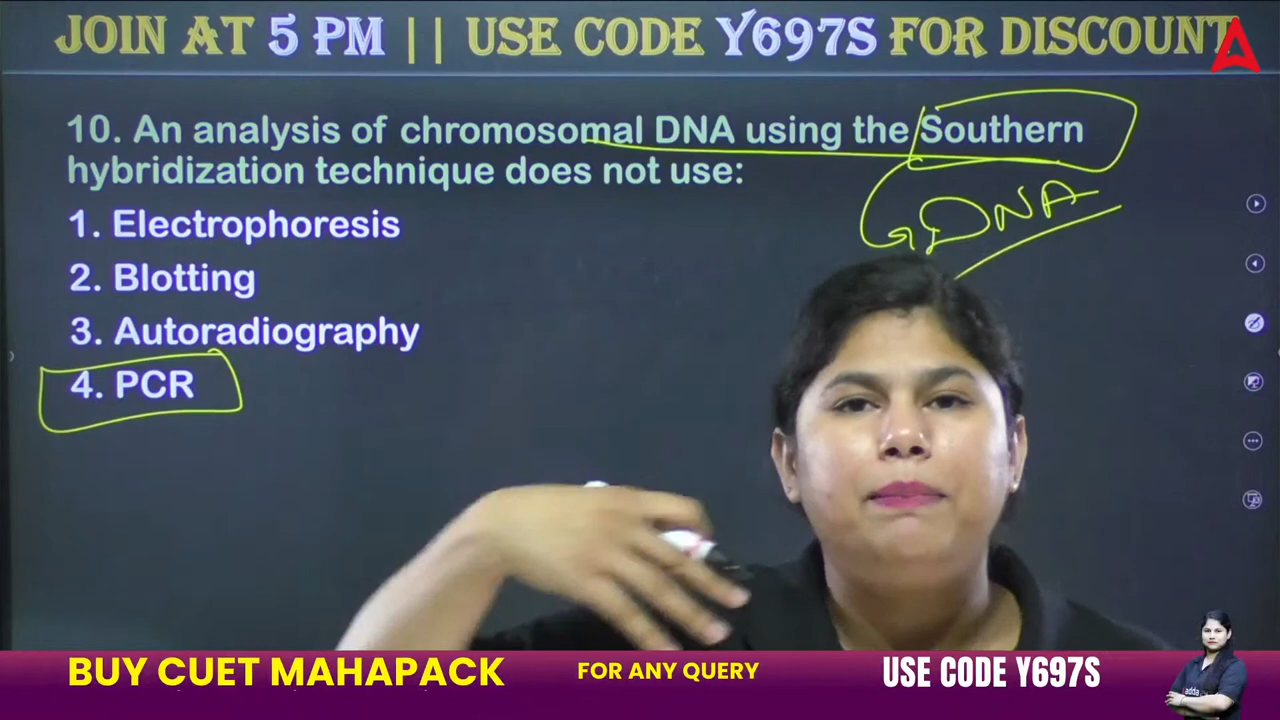 JOIN AT 5 PM || USE CODE Y697S FOR DISCOUNT
10. An analysis of chromosomal DNA using the Southern
hybridization technique does not use:
→DNA
1. Electrophoresis
2. Blotting
3. Autoradiography
4. PCR
BUY CUET MAHAPACK
FOR ANY QUERY
USE CODE Y697S
adda